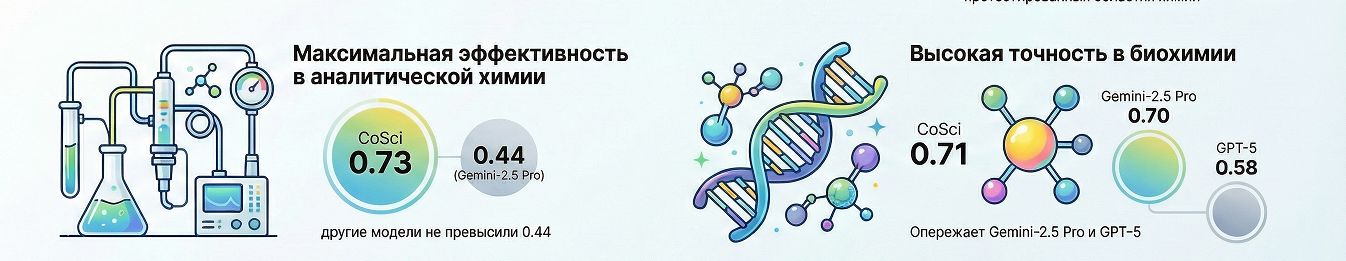 Максимальная эффективность
в аналитической химии
CoSci
0.73
0.44
(Gemini-2.5 Pro)
другие модели не превысили 0.44
Высокая точность в биохимии
CoSci
0.71
Gemini-2.5 Pro
0.70
GPT-5
0.58
Опережает Gemini-2.5 Pro и GPT-5